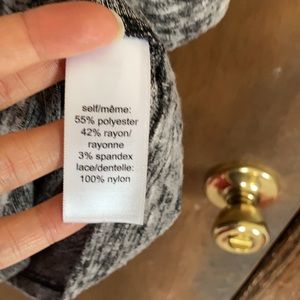 self/même:
55% polyester
42% rayon/
rayonne
3% spandex
lace/dentelle:
100% nylon